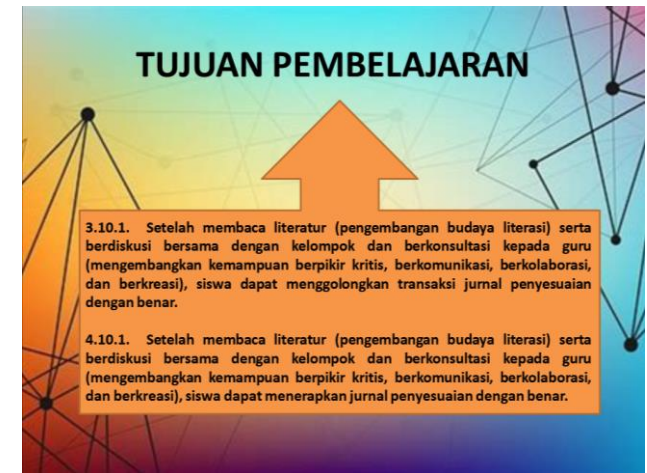 TUJUAN PEMBELAJARAN
3.10.1. Setelah membaca literatur (pengembangan budaya literasi) serta
berdiskusi bersama dengan kelompok dan berkonsultasi kepada guru
(mengembangkan kemampuan berpikir kritis, berkomunikasi, berkolaborasi,
dan berkreasi), siswa dapat menggolongkan transaksi jurnal penyesuaian
dengan benar.
4.10.1. Setelah membaca literatur (pengembangan budaya literasi) serta
berdiskusi bersama dengan kelompok dan berkonsultasi kepada guru
(mengembangkan kemampuan berpikir kritis, berkomunikasi, berkolaborasi,
dan berkreasi), siswa dapat menerapkan jurnal penyesuaian dengan benar.